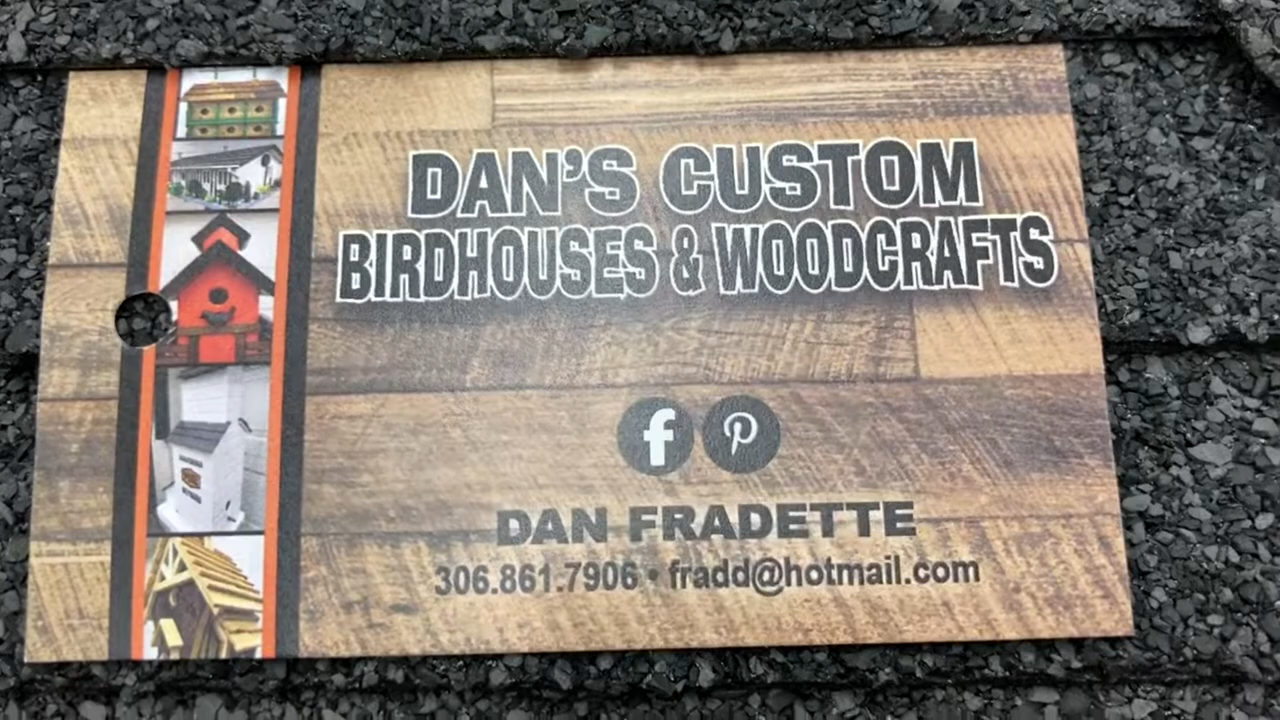 DAN'S CUSTOM
BIRDHOUSES & WOODCRAFTS
DAN FRADETTE
306.861.7906 • fradd@hotmail.com